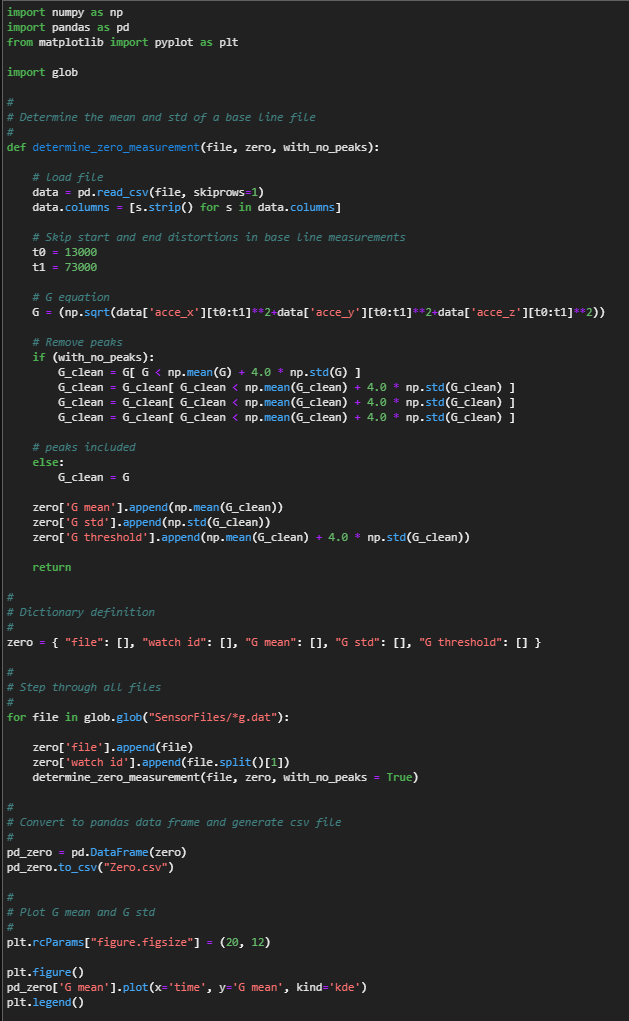 import numpy as np
import pandas as pd
from matplotlib import pyplot as plt

import glob

#
# Determine the mean and std of a base line file
#
def determine_zero_measurement(file, zero, with_no_peaks):

    # load file
    data = pd.read_csv(file, skiprows=1)
    data.columns = [s.strip() for s in data.columns]

    # Skip start and end distortions in base line measurements
    t0 = 13000
    t1 = 73000

    # G equation
    G = (np.sqrt(data['acce_x'][t0:t1]**2+data['acce_y'][t0:t1]**2+data['acce_z'][t0:t1]**2))

    # Remove peaks
    if (with_no_peaks):
        G_clean = G[ G < np.mean(G) + 4.0 * np.std(G) ]
        G_clean = G_clean[ G_clean < np.mean(G_clean) + 4.0 * np.std(G_clean) ]
        G_clean = G_clean[ G_clean < np.mean(G_clean) + 4.0 * np.std(G_clean) ]
        G_clean = G_clean[ G_clean < np.mean(G_clean) + 4.0 * np.std(G_clean) ]

    # peaks included
    else:
        G_clean = G

    zero['G mean'].append(np.mean(G_clean))
    zero['G std'].append(np.std(G_clean))
    zero['G threshold'].append(np.mean(G_clean) + 4.0 * np.std(G_clean))

    return

#
# Dictionary definition
#
zero = { "file": [], "watch id": [], "G mean": [], "G std": [], "G threshold": [] }

#
# Step through all files
#
for file in glob.glob("SensorFiles/*g.dat"):

    zero['file'].append(file)
    zero['watch id'].append(file.split()[1])
    determine_zero_measurement(file, zero, with_no_peaks = True)

#
# Convert to pandas data frame and generate csv file
#
pd_zero = pd.DataFrame(zero)
pd_zero.to_csv("Zero.csv")

#
# Plot G mean and G std
#
plt.rcParams["figure.figsize"] = (20, 12)

plt.figure()
pd_zero['G mean'].plot(x='time', y='G mean', kind='kde')
plt.legend()